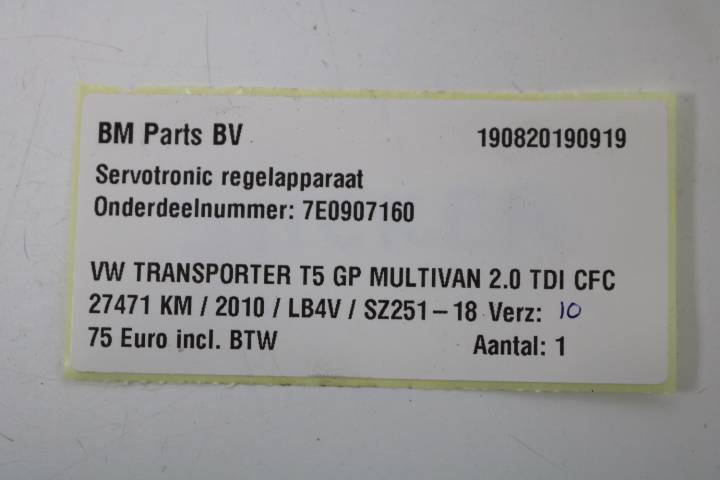 BM Parts BV 190820190919
Servotronic regelapparaat
Onderdeelnummer: 7E0907160
VW TRANSPORTER T5 GP MULTIVAN 2.0 TDI CFC
27471 KM / 2010 / LB4V / SZ251-18 Verz: 10
75 Euro incl. BTW Aantal: 1